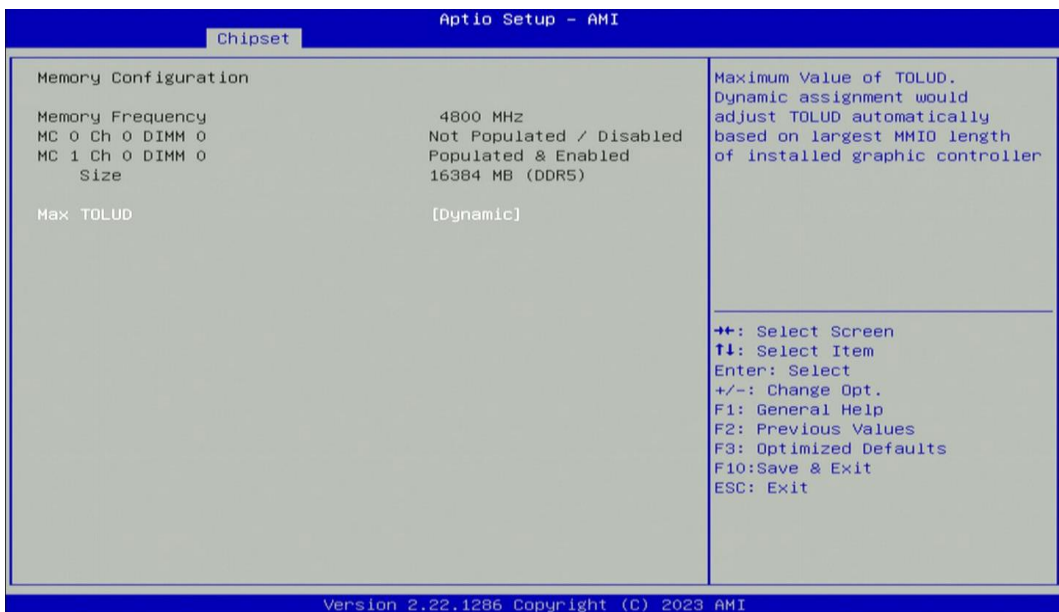 Aptio Setup – AMI
Chipset
Memory Configuration
Memory Frequency 4800 MHz
MC 0 Ch 0 DIMM 0 Not Populated / Disabled
MC 1 Ch 0 DIMM 0 Populated & Enabled
Size 16384 MB (DDR5)
Max TOLUD [Dynamic]
Maximum Value of TOLUD.
Dynamic assignment would
adjust TOLUD automatically
based on largest MMIO length
of installed graphic controller
→←: Select Screen
↑↓: Select Item
Enter: Select
+/-: Change Opt.
F1: General Help
F2: Previous Values
F3: Optimized Defaults
F10:Save & Exit
ESC: Exit
Version 2.22.1286 Copyright (C) 2023 AMI